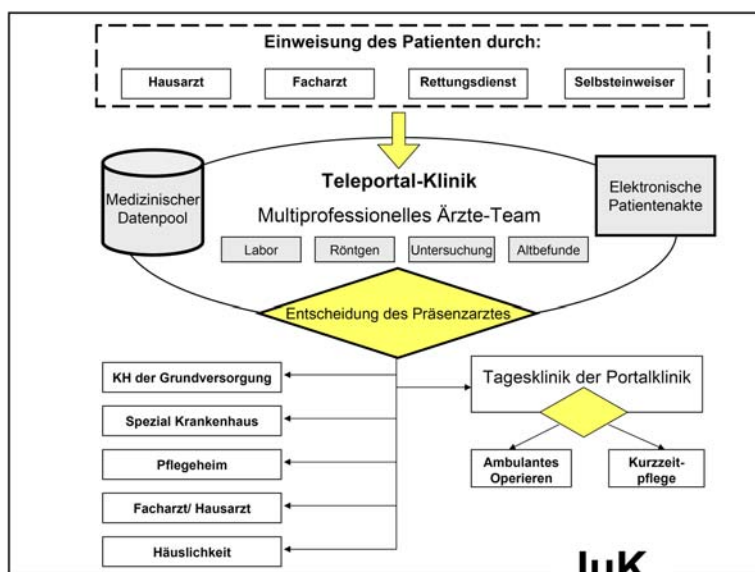 Einweisung des Patienten durch:
Hausarzt
Facharzt
Rettungsdienst
Selbsteinweiser
Medizinischer
Datenpool
Teleportal-Klinik
Multiprofessionelles Ärzte-Team
Elektronische
Patientenakte
Labor
Röntgen
Untersuchung
Altbefunde
Entscheidung des Präsenzarztes
KH der Grundversorgung
Spezial Krankenhaus
Pflegeheim
Facharzt/ Hausarzt
Häuslichkeit
Tagesklinik der Portalklinik
Ambulantes
Operieren
Kurzzeit-
pflege
IuK